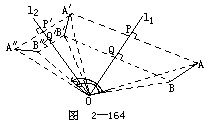 l₂ P′ A′ P l₁
A″ B″ Q′ B′ Q A
B
O
图 2—164